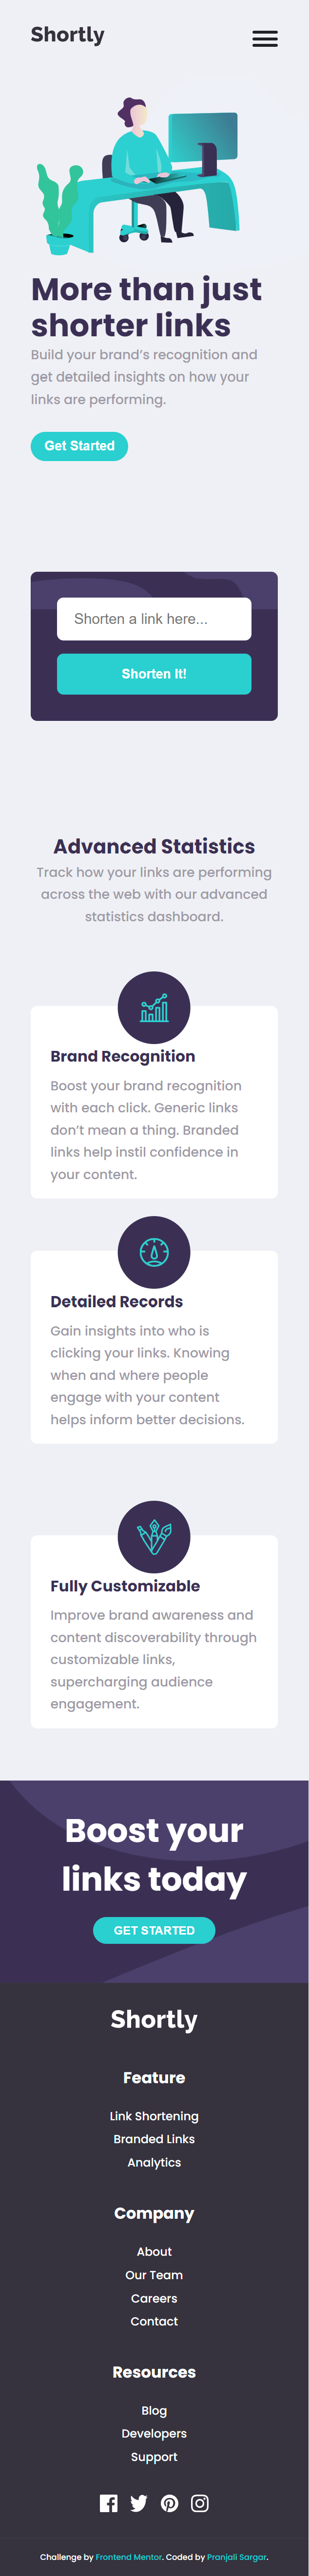 Shortly
More than just
shorter links
Build your brand's recognition and
get detailed insights on how your
links are performing.
Get Started
Shorten a link here...
Shorten It!
Advanced Statistics
Track how your links are performing
across the web with our advanced
statistics dashboard.
Brand Recognition
Boost your brand recognition
with each click. Generic links
don't mean a thing. Branded
links help instil confidence in
your content.
Detailed Records
Gain insights into who is
clicking your links. Knowing
when and where people
engage with your content
helps inform better decisions.
Fully Customizable
Improve brand awareness and
content discoverability through
customizable links,
supercharging audience
engagement.
Boost your
links today
GET STARTED
Shortly
Feature
Link Shortening
Branded Links
Analytics
Company
About
Our Team
Careers
Contact
Resources
Blog
Developers
Support
Challenge by Frontend Mentor. Coded by Pranjali Sargar.